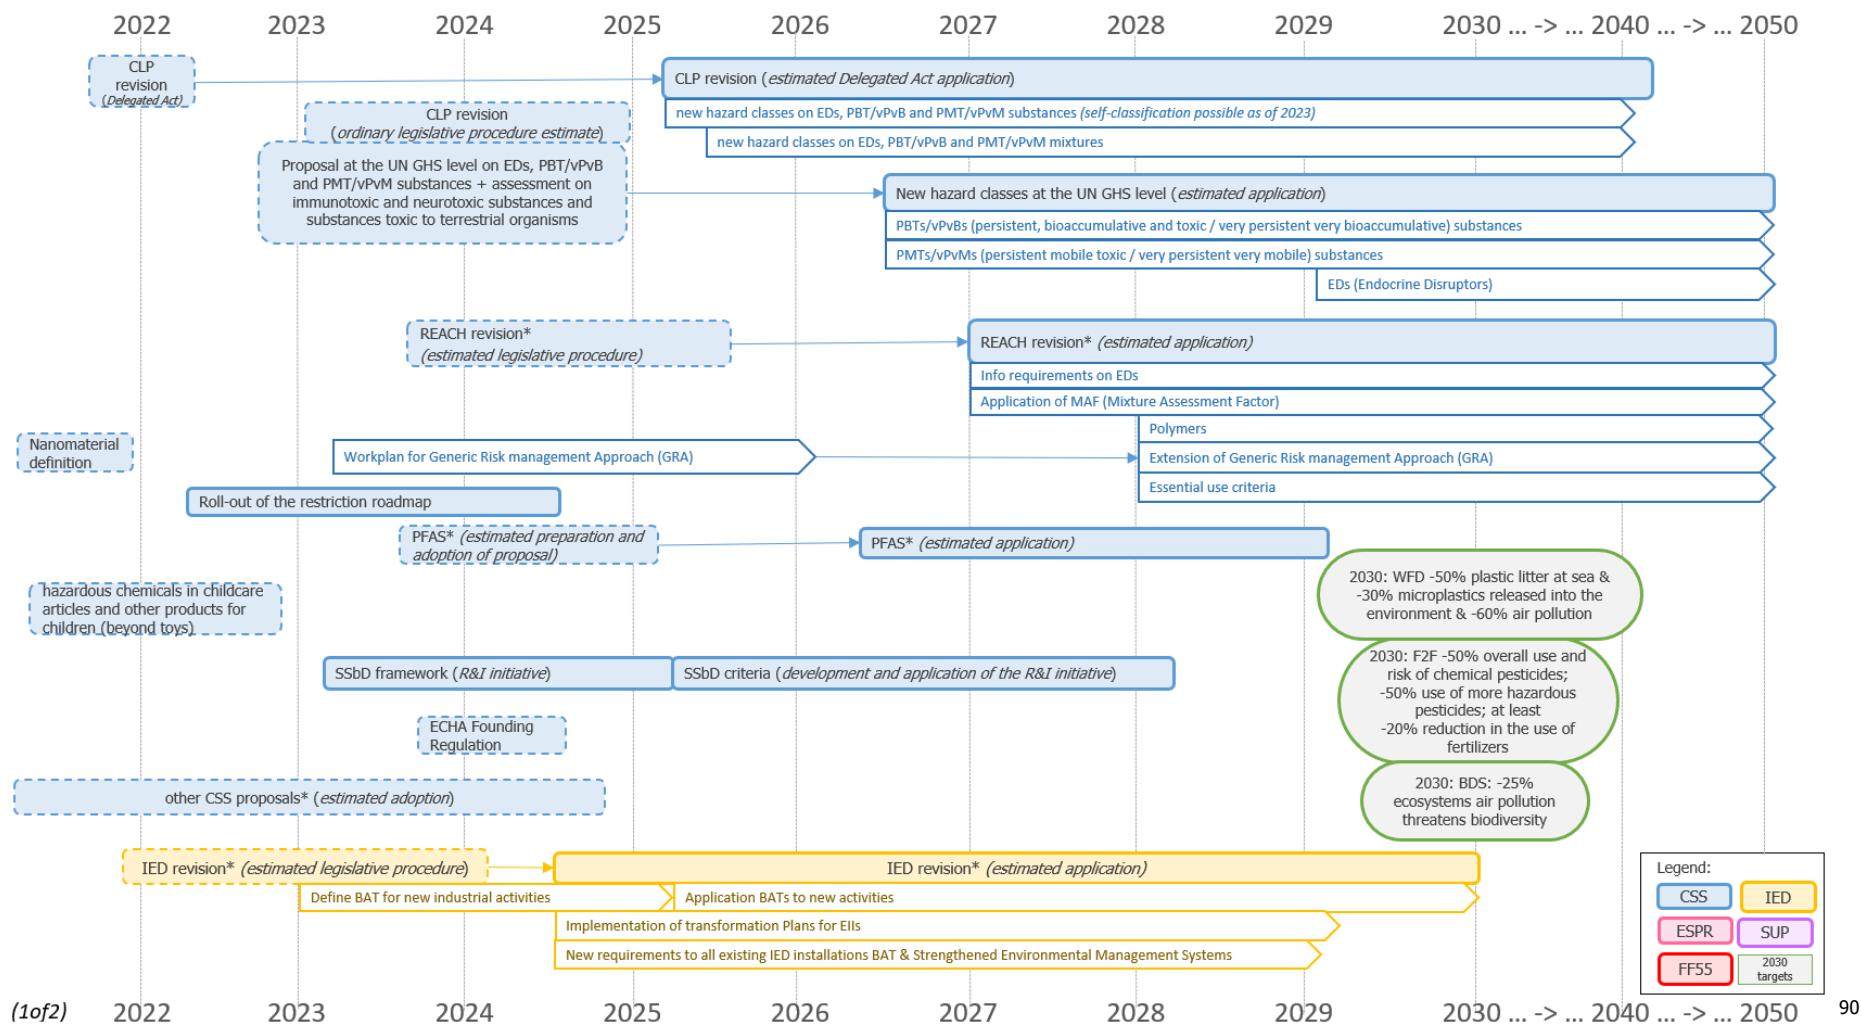 2022 2023 2024 2025 2026 2027 2028 2029 2030 ... -> ... 2040 ... -> ... 2050
CLP
revision
(Delegated Act)
CLP revision (estimated Delegated Act application)
new hazard classes on EDs, PBT/vPvB and PMT/vPvM substances (self-classification possible as of 2023)
CLP revision
(ordinary legislative procedure estimate)
new hazard classes on EDs, PBT/vPvB and PMT/vPvM mixtures
Proposal at the UN GHS level on EDs, PBT/vPvB
and PMT/vPvM substances + assessment on
immunotoxic and neurotoxic substances and
substances toxic to terrestrial organisms
New hazard classes at the UN GHS level (estimated application)
PBTs/vPvBs (persistent, bioaccumulative and toxic / very persistent very bioaccumulative) substances
PMTs/vPvMs (persistent mobile toxic / very persistent very mobile) substances
EDs (Endocrine Disruptors)
REACH revision*
(estimated legislative procedure)
REACH revision* (estimated application)
Info requirements on EDs
Application of MAF (Mixture Assessment Factor)
Polymers
Nanomaterial
definition
Workplan for Generic Risk management Approach (GRA)
Extension of Generic Risk management Approach (GRA)
Essential use criteria
Roll-out of the restriction roadmap
PFAS* (estimated preparation and
adoption of proposal)
PFAS* (estimated application)
2030: WFD -50% plastic litter at sea &
-30% microplastics released into the
environment & -60% air pollution
hazardous chemicals in childcare
articles and other products for
children (beyond toys)
SSbD framework (R&I initiative)
SSbD criteria (development and application of the R&I initiative)
2030: F2F -50% overall use and
risk of chemical pesticides;
-50% use of more hazardous
pesticides; at least
-20% reduction in the use of
fertilizers
ECHA Founding
Regulation
other CSS proposals* (estimated adoption)
2030: BDS: -25%
ecosystems air pollution
threatens biodiversity
IED revision* (estimated legislative procedure)
IED revision* (estimated application)
Define BAT for new industrial activities
Application BATs to new activities
Implementation of transformation Plans for EIIs
New requirements to all existing IED installations BAT & Strengthened Environmental Management Systems
Legend:
CSS
IED
ESPR
SUP
FF55
2030
targets
(1of2)
2022 2023 2024 2025 2026 2027 2028 2029 2030 ... -> ... 2040 ... -> ... 2050
90